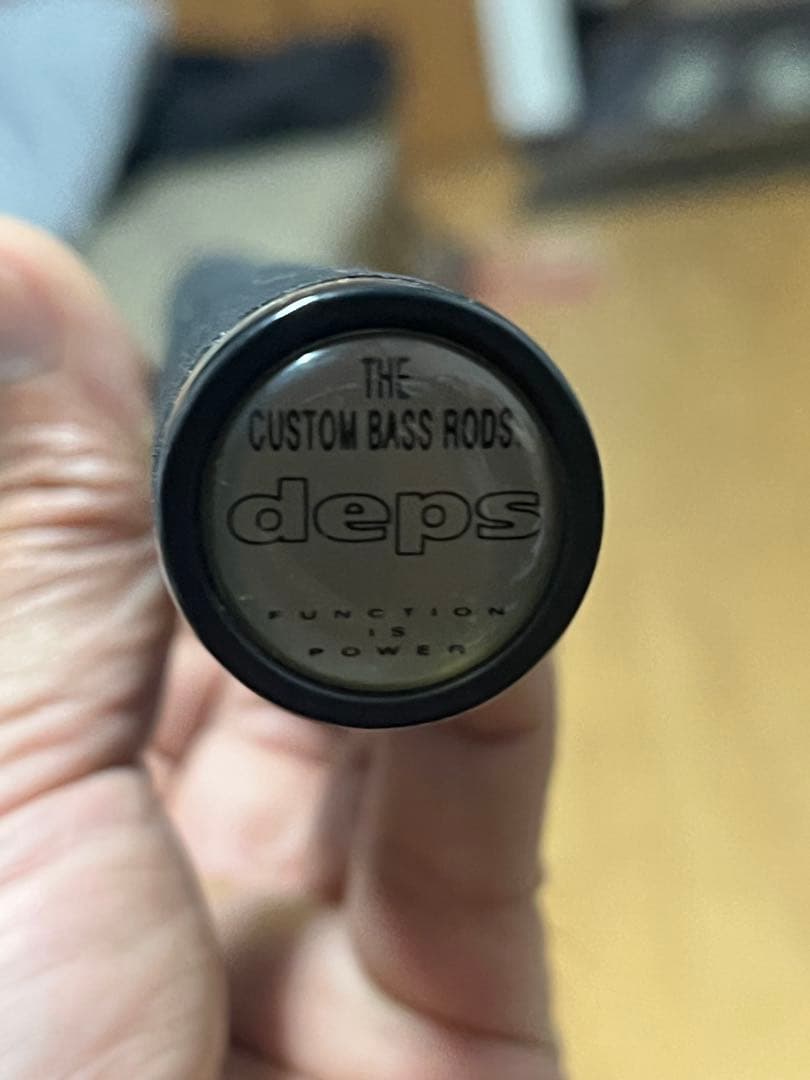 THE
CUSTOM BASS RODS.
deps
FUNCTION
IS
POWER